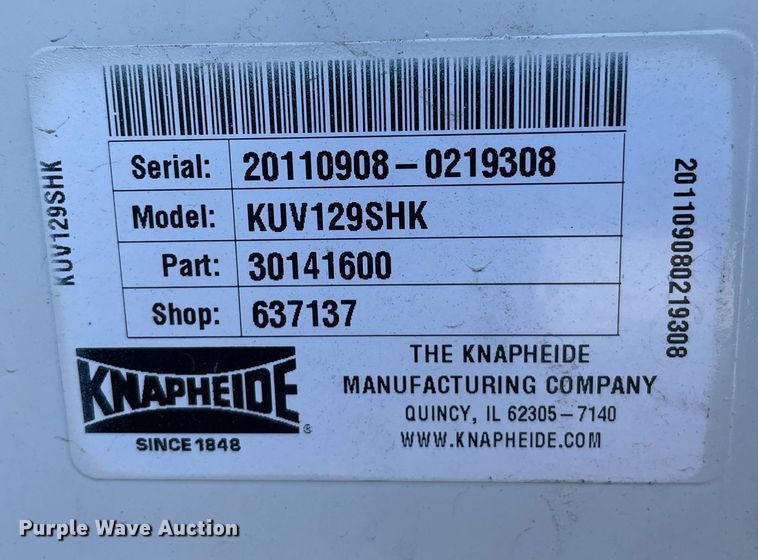 Serial: 20110908-0219308
Model: KUV129SHK
Part: 30141600
Shop: 637137
KUV129SHK
201109080219308
KNAPHEIDE®
SINCE 1848
THE KNAPHEIDE
MANUFACTURING COMPANY
QUINCY, IL 62305-7140
WWW.KNAPHEIDE.COM
Purple Wave Auction